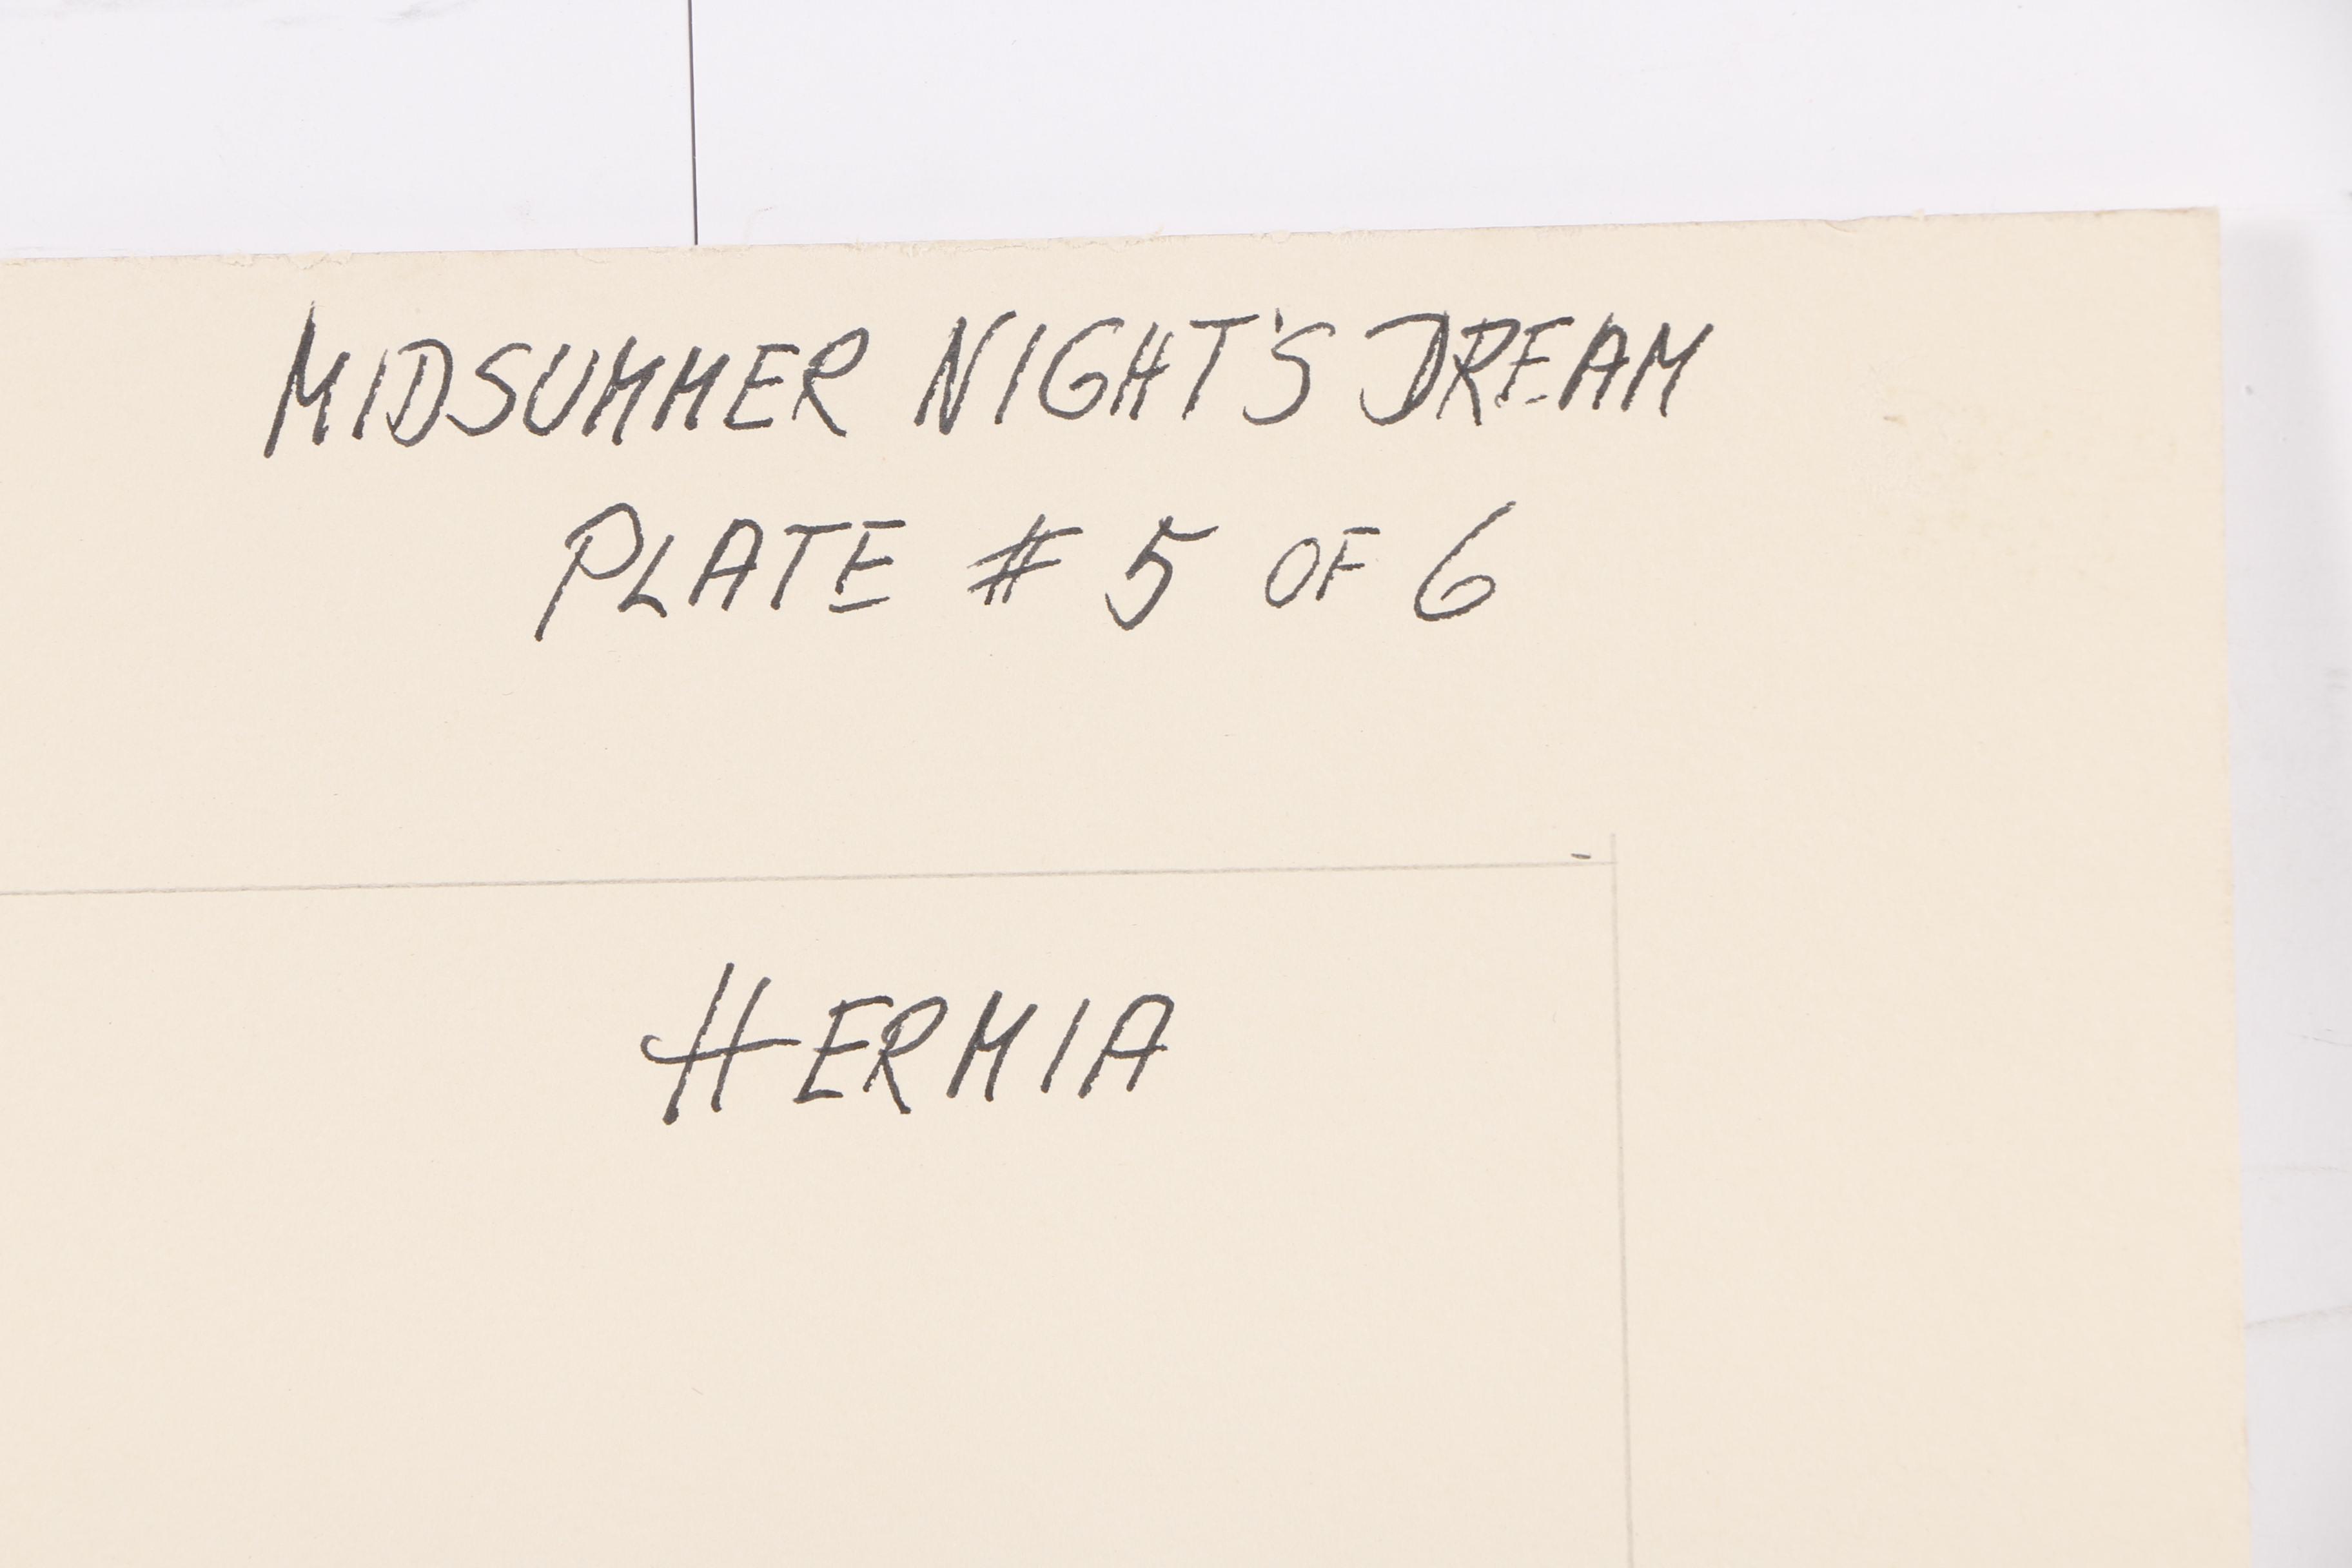 MIDSUMMER NIGHT'S DREAM
PLATE # 5 OF 6
HERMIA